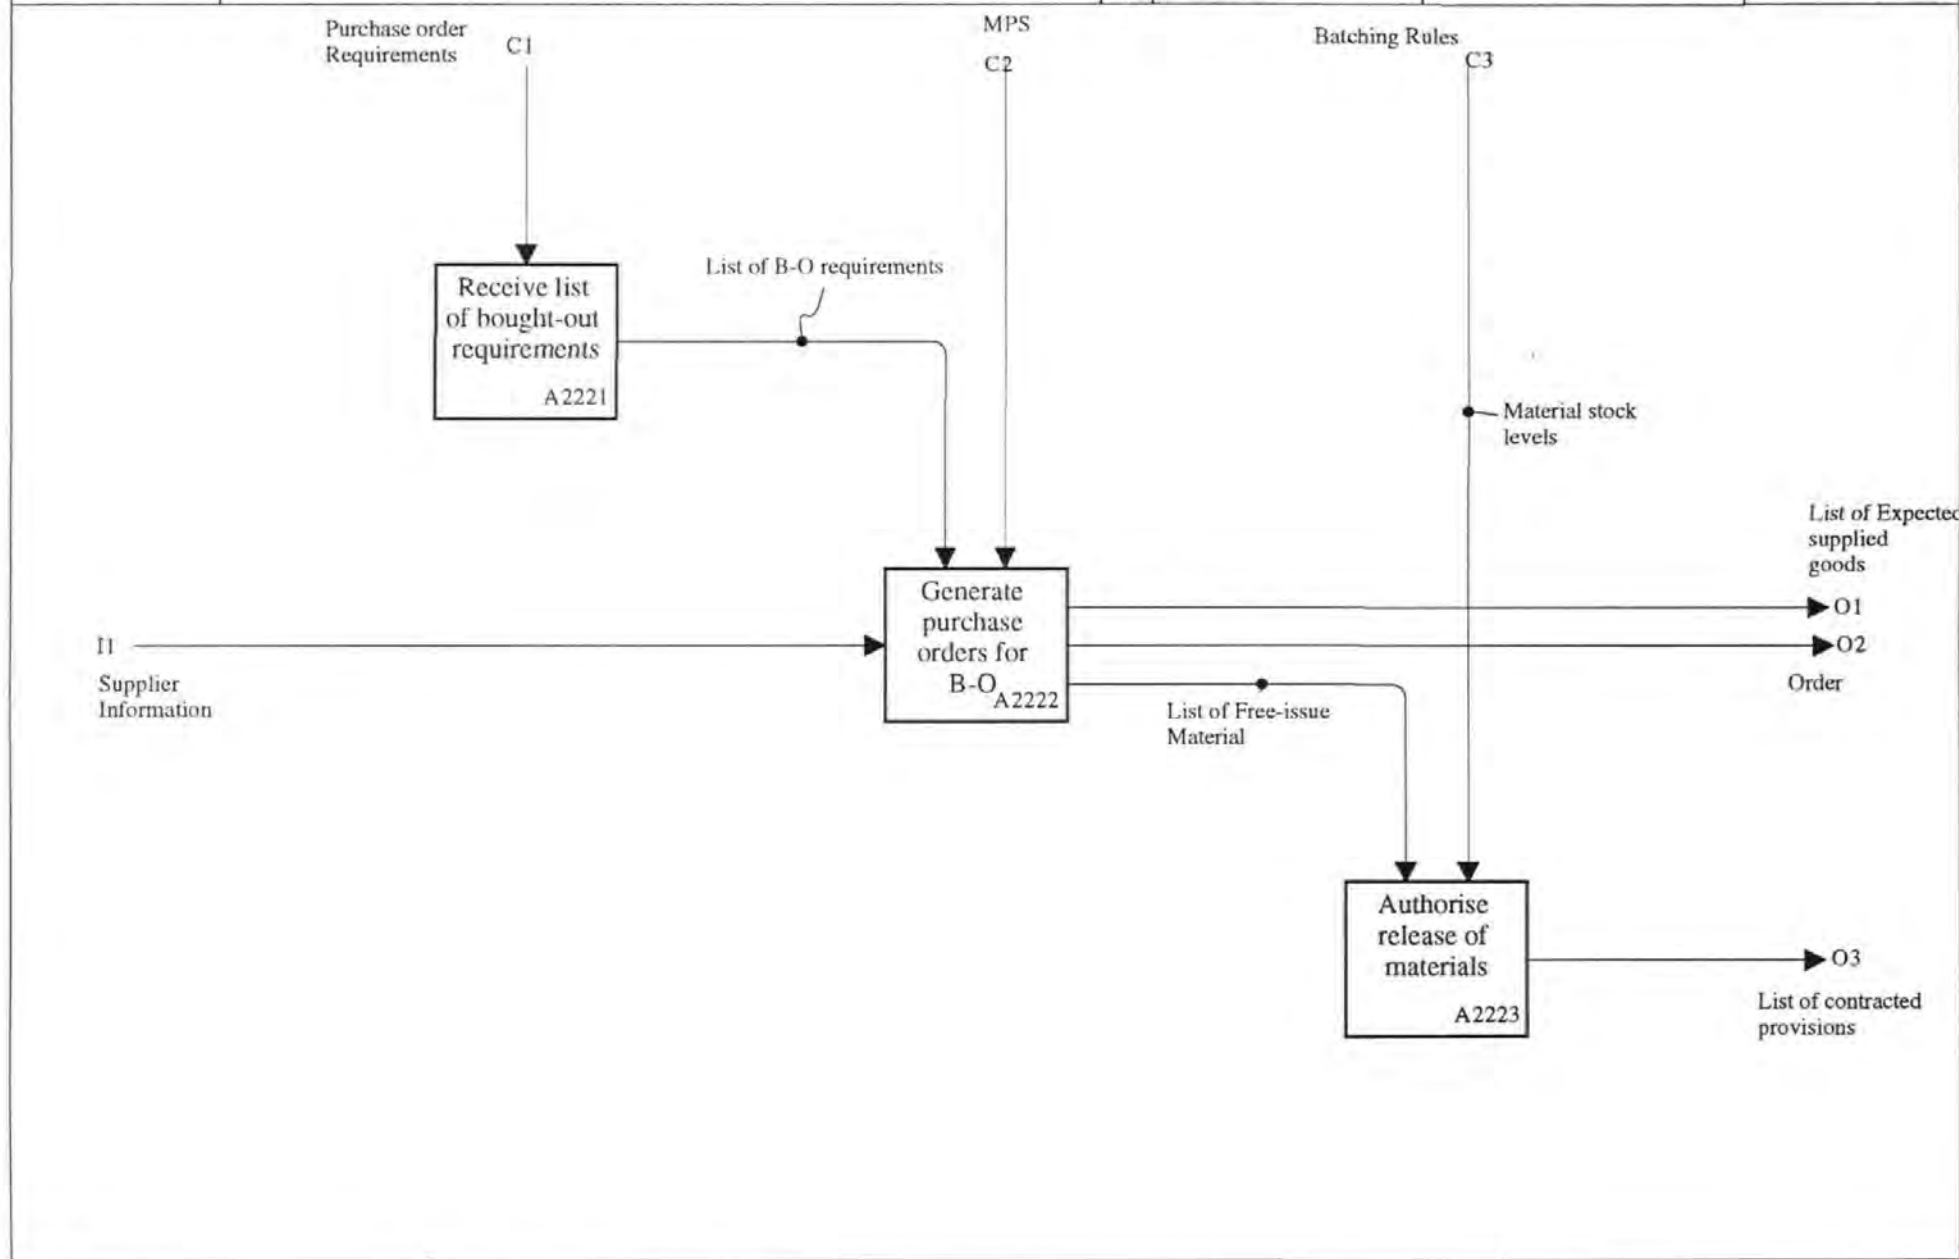 Purchase order
Requirements
C1
MPS
C2
Batching Rules
C3
Receive list
of bought-out
requirements
A2221
List of B-O requirements
Material stock
levels
List of Expected
supplied
goods
Generate
purchase
orders for
B-O
A2222
O1
O2
Order
I1
Supplier
Information
List of Free-issue
Material
Authorise
release of
materials
A2223
O3
List of contracted
provisions